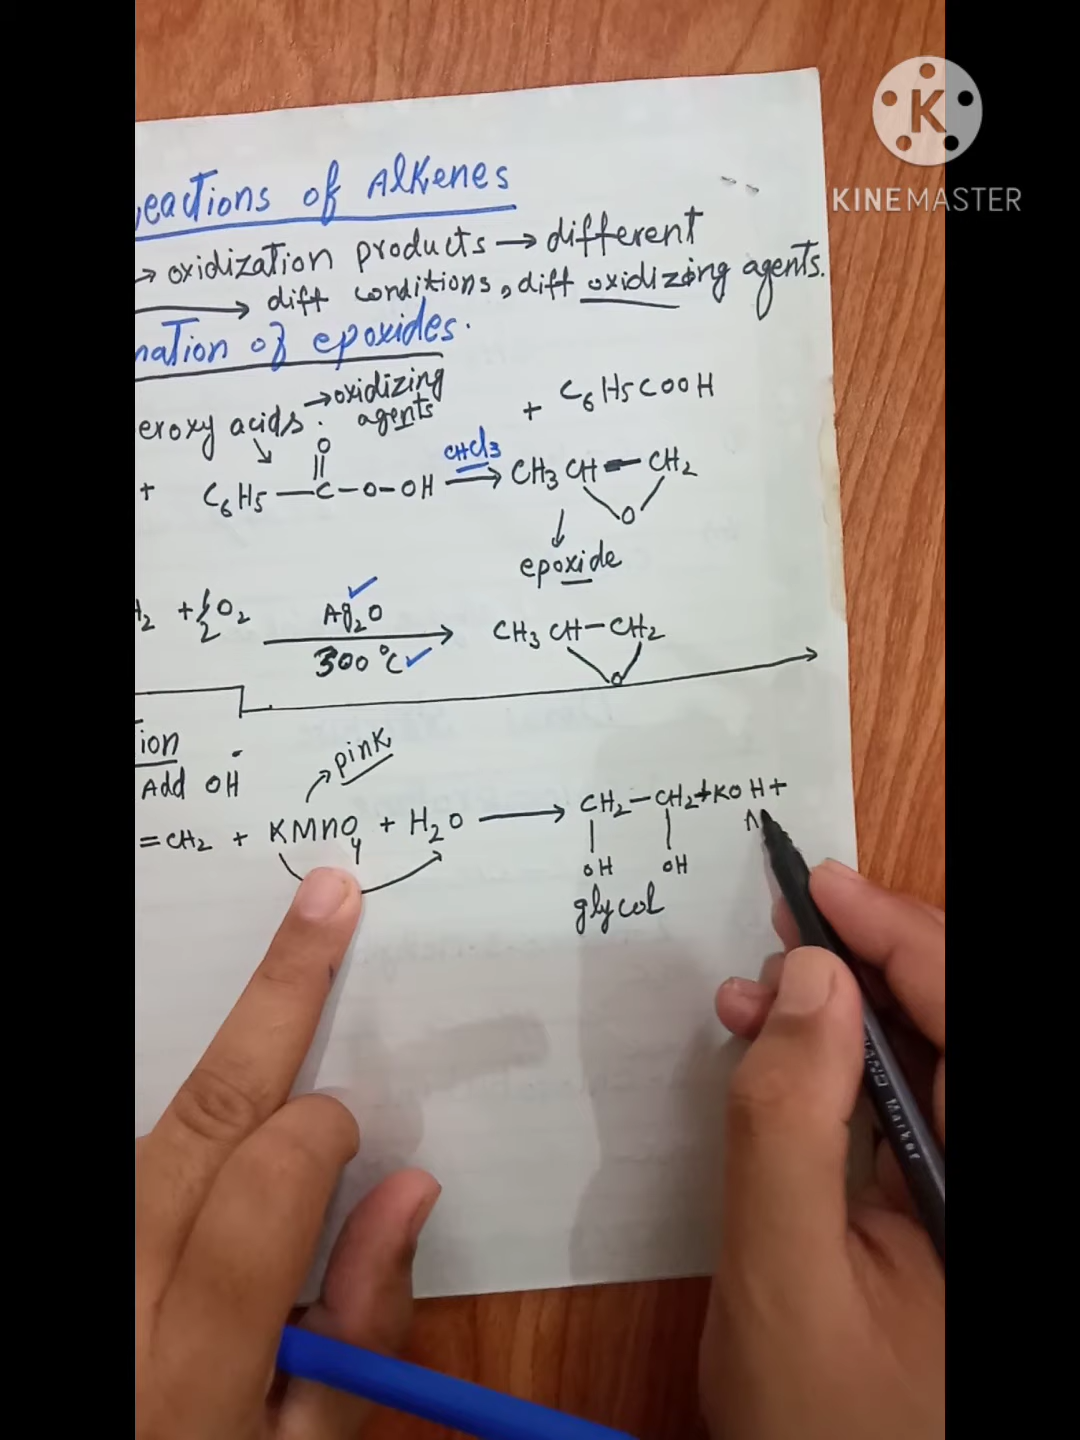 KINEMASTER
eactions of Alkenes
→ oxidization products → different
→ diff conditions, diff oxidizing agents.
nation of epoxides.
eroxy acids. → oxidizing agents
+ C6H5COOH
+ C6H5 — C — O — OH CHCl3 → CH3 CH — CH2
O
O
epoxide
H2 + 1/2 O2 Ag2O 300°C → CH3 CH — CH2
O
tion
Add OH
pink
= CH2 + KMnO4 + H2O → CH2 — CH2 + KOH +
OH OH
glycol